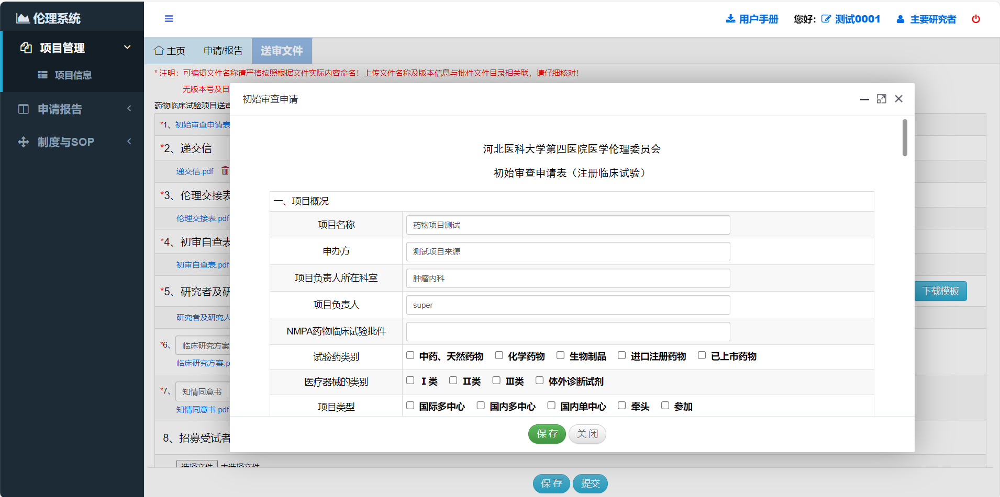 伦理系统
用户手册 您好： 测试0001 主要研究者
项目管理
项目信息
申请报告
制度与SOP
主页 申请/报告 送审文件
* 注明：可编辑文件名称请严格按照根据文件实际内容命名！上传文件名称及版本信息与批件文件目录相关联，请仔细核对！
无版本号及日
药物临床试验项目送审
*1、初始审查申请表
*2、递交信
递交信.pdf
*3、伦理交接表
伦理交接表.pdf
*4、初审自查表
初审自查表.pdf
*5、研究者及研
下载模板
研究者及研究人
*6、 临床研究方案
临床研究方案.p
*7、 知情同意书
知情同意书.pdf
8、招募受试者
选择文件 未选择文件
初始审查申请
河北医科大学第四医院医学伦理委员会
初始审查申请表（注册临床试验）
一、项目概况
项目名称 药物项目测试
申办方 测试项目来源
项目负责人所在科室 肿瘤内科
项目负责人 super
NMPA药物临床试验批件
试验药类别 中药、天然药物 化学药物 生物制品 进口注册药物 已上市药物
医疗器械的类别 Ⅰ类 Ⅱ类 Ⅲ类 体外诊断试剂
项目类型 国际多中心 国内多中心 国内单中心 牵头 参加
保存 关闭
保存 提交